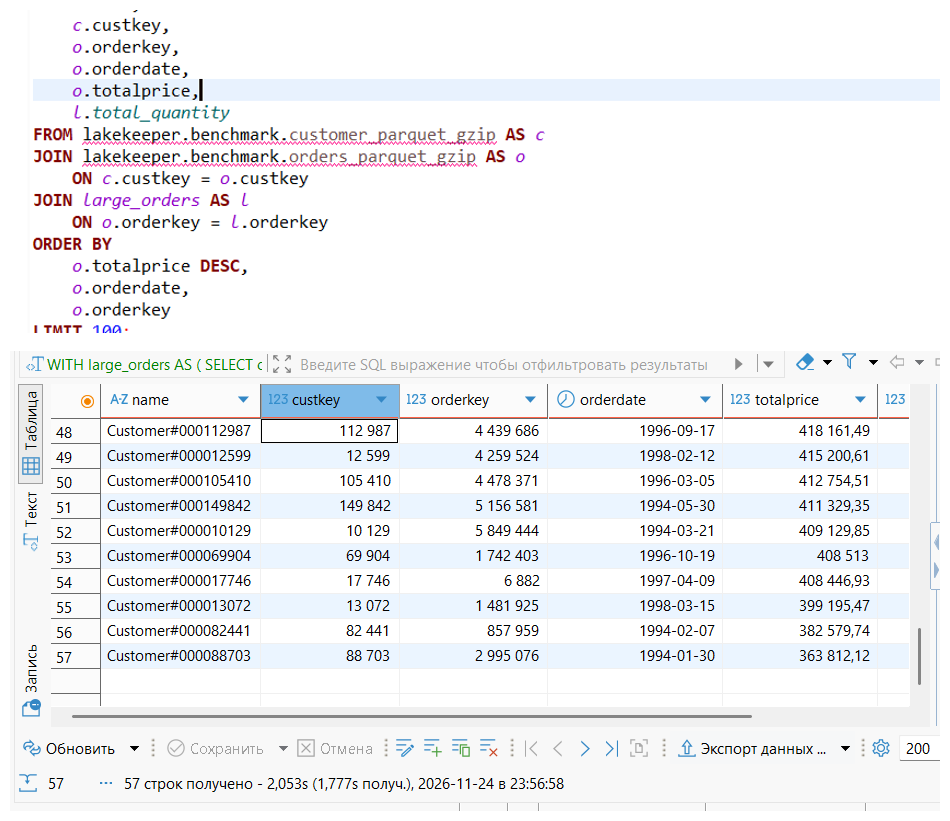 c.custkey,
o.orderkey,
o.orderdate,
o.totalprice,
l.total_quantity
FROM lakekeeper.benchmark.customer_parquet_gzip AS c
JOIN lakekeeper.benchmark.orders_parquet_gzip AS o
ON c.custkey = o.custkey
JOIN large_orders AS l
ON o.orderkey = l.orderkey
ORDER BY
o.totalprice DESC,
o.orderdate,
o.orderkey
LIMIT 100;
WITH large_orders AS ( SELECT c Введите SQL выражение чтобы отфильтровать результаты
Таблица
Текст
Запись
A-Z name 123 custkey 123 orderkey orderdate 123 totalprice 123
48 Customer#000112987 112 987 4 439 686 1996-09-17 418 161,49
49 Customer#000012599 12 599 4 259 524 1998-02-12 415 200,61
50 Customer#000105410 105 410 4 478 371 1996-03-05 412 754,51
51 Customer#000149842 149 842 5 156 581 1994-05-30 411 329,35
52 Customer#000010129 10 129 5 849 444 1994-03-21 409 129,85
53 Customer#000069904 69 904 1 742 403 1996-10-19 408 513
54 Customer#000017746 17 746 6 882 1997-04-09 408 446,93
55 Customer#000013072 13 072 1 481 925 1998-03-15 399 195,47
56 Customer#000082441 82 441 857 959 1994-02-07 382 579,74
57 Customer#000088703 88 703 2 995 076 1994-01-30 363 812,12
Обновить Сохранить Отмена Экспорт данных ... 200
57 ··· 57 строк получено - 2,053s (1,777s получ.), 2026-11-24 в 23:56:58